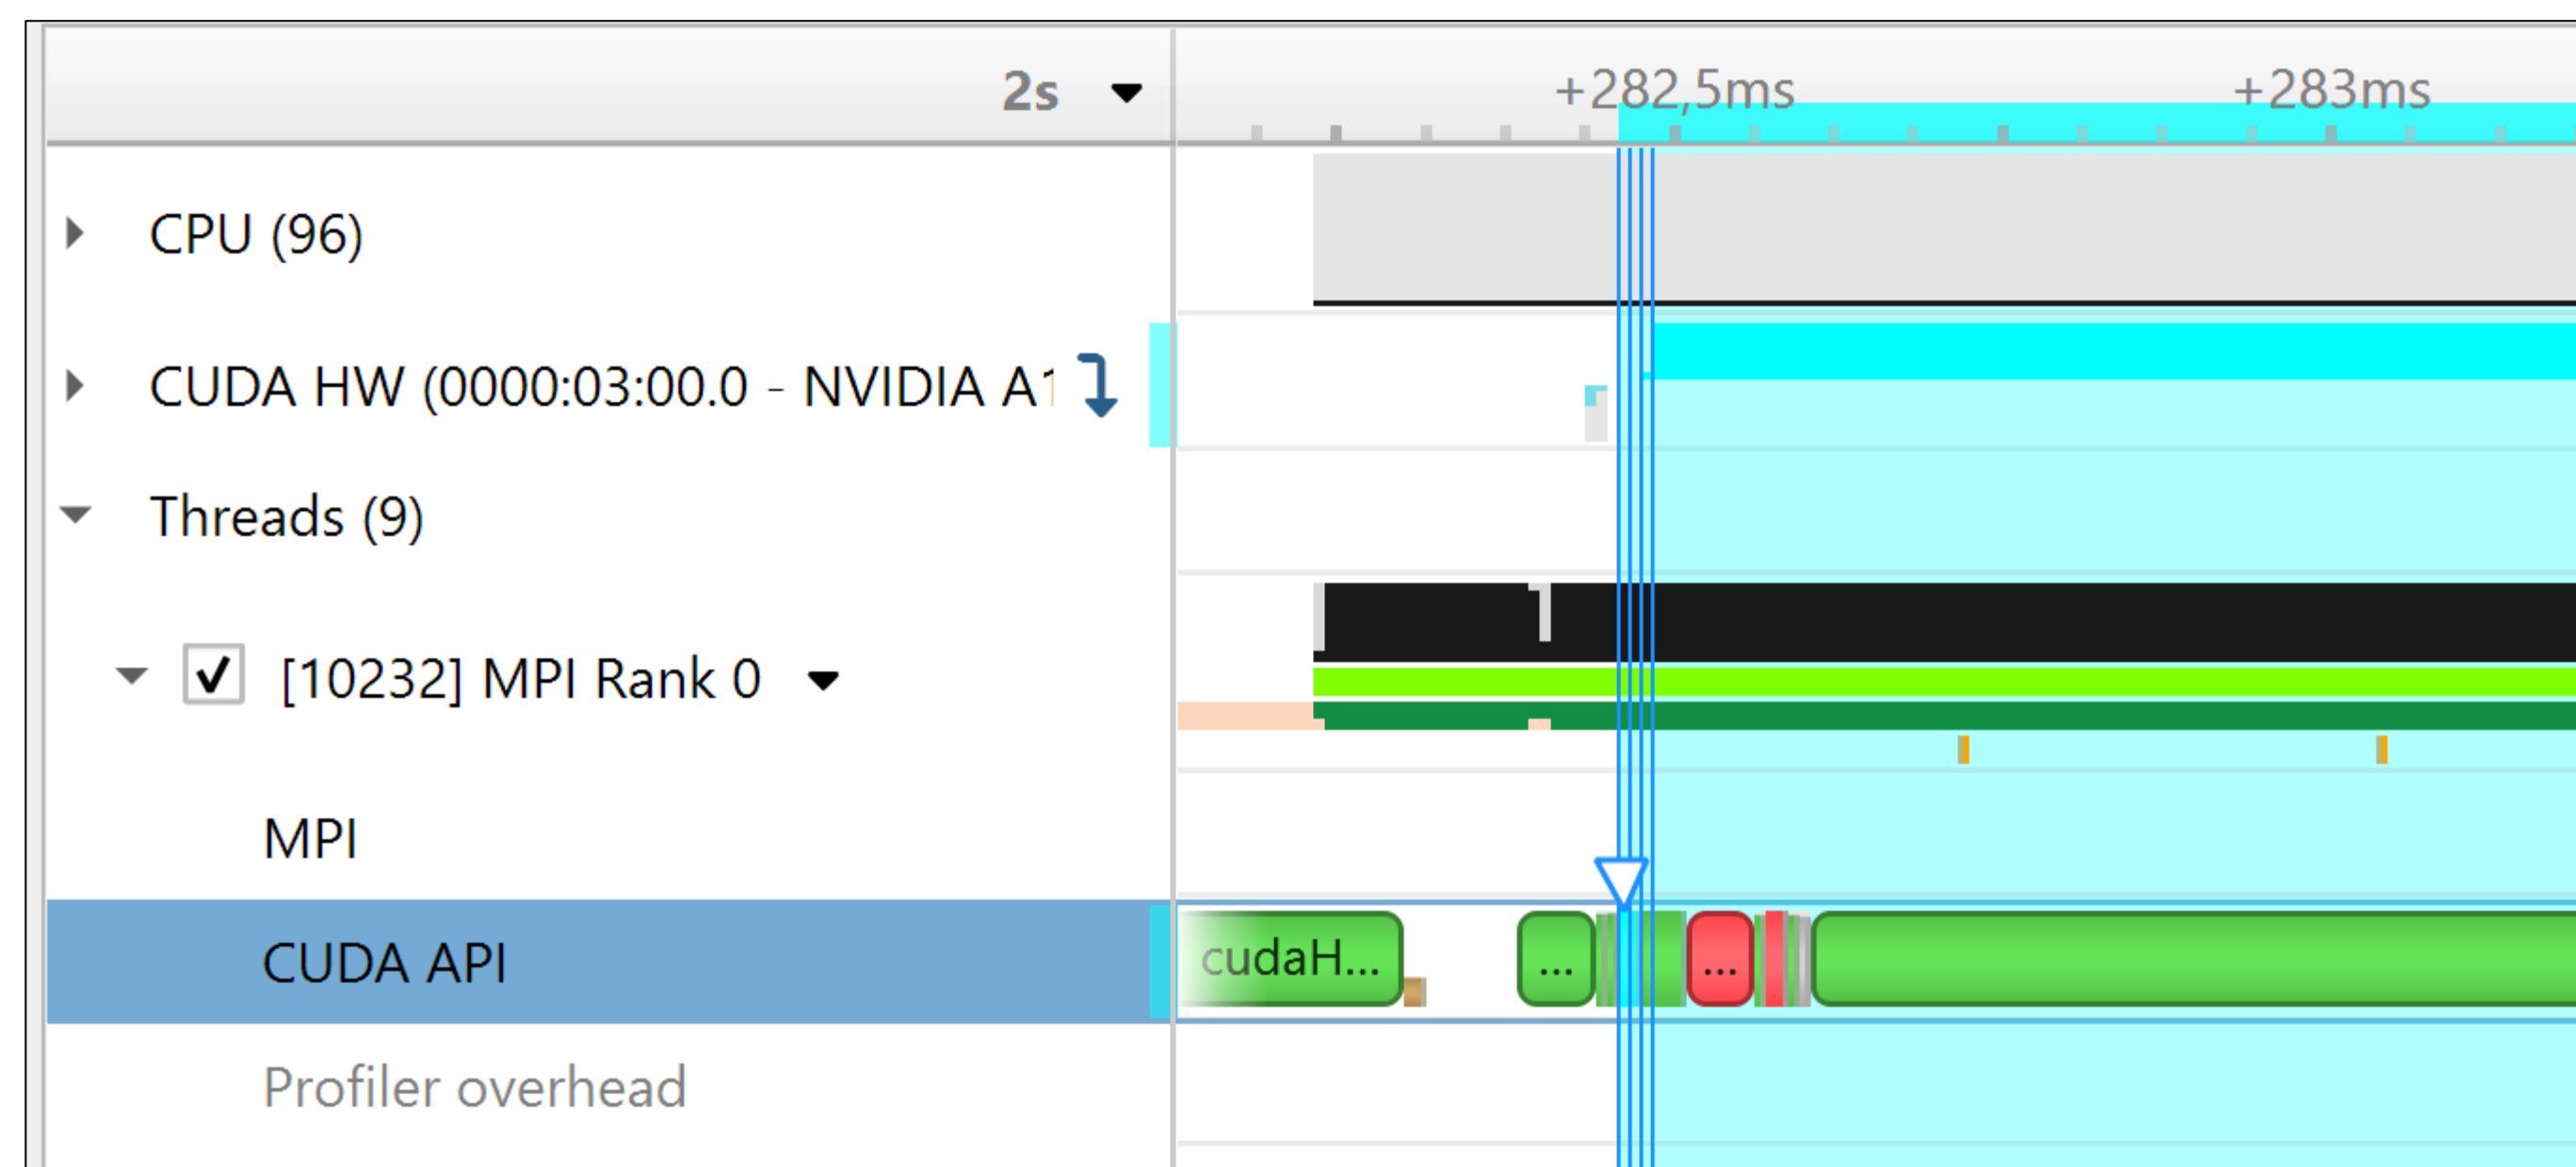 2s +282,5ms +283ms
CPU (96)
CUDA HW (0000:03:00.0 - NVIDIA A1
Threads (9)
[10232] MPI Rank 0
MPI
CUDA API
cudaH... ... ...
Profiler overhead